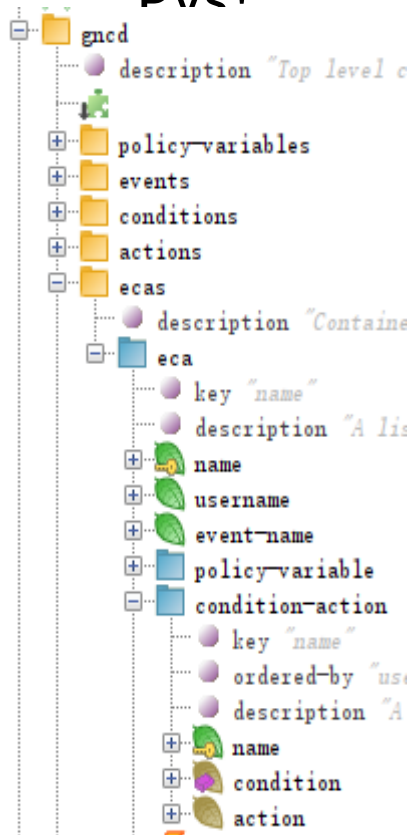 gncd
description "Top level c
policy-variables
events
conditions
actions
ecas
description "Containe
eca
key "name"
description "A lis
name
username
event-name
policy-variable
condition-action
key "name"
ordered-by "use
description "A
name
condition
action